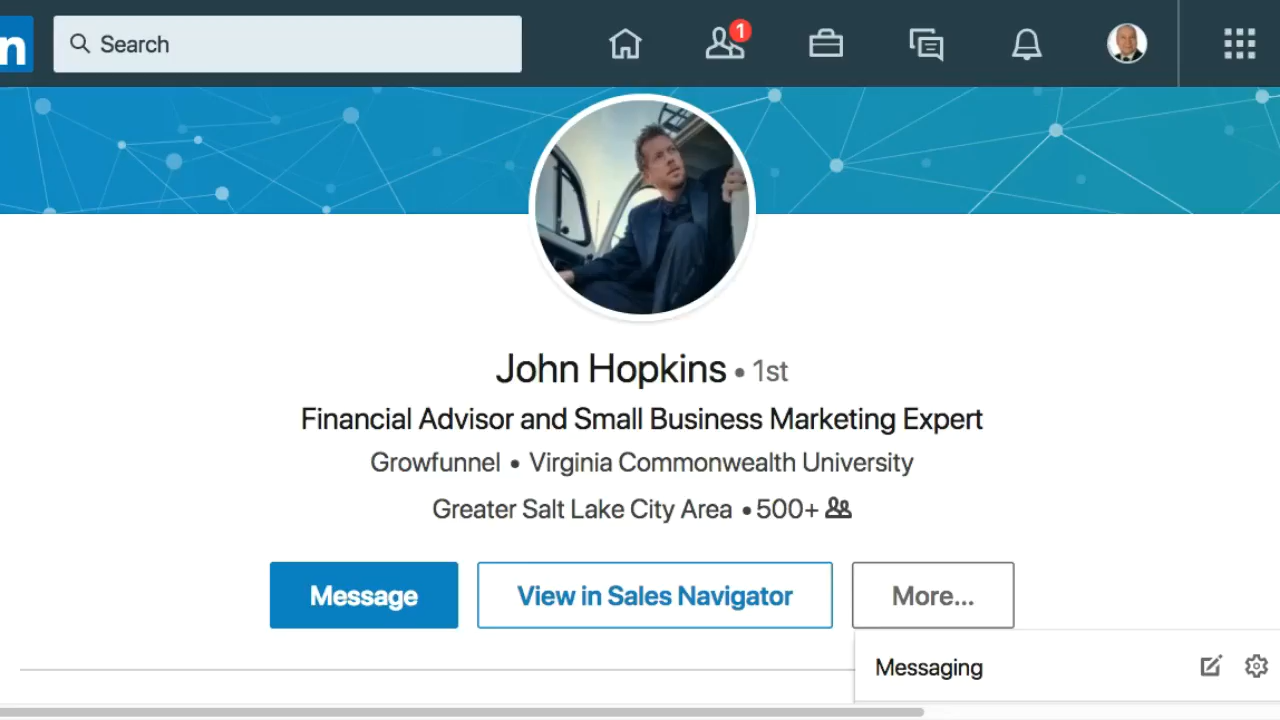 n
Search
1
John Hopkins • 1st
Financial Advisor and Small Business Marketing Expert
Growfunnel • Virginia Commonwealth University
Greater Salt Lake City Area • 500+
Message
View in Sales Navigator
More...
Messaging